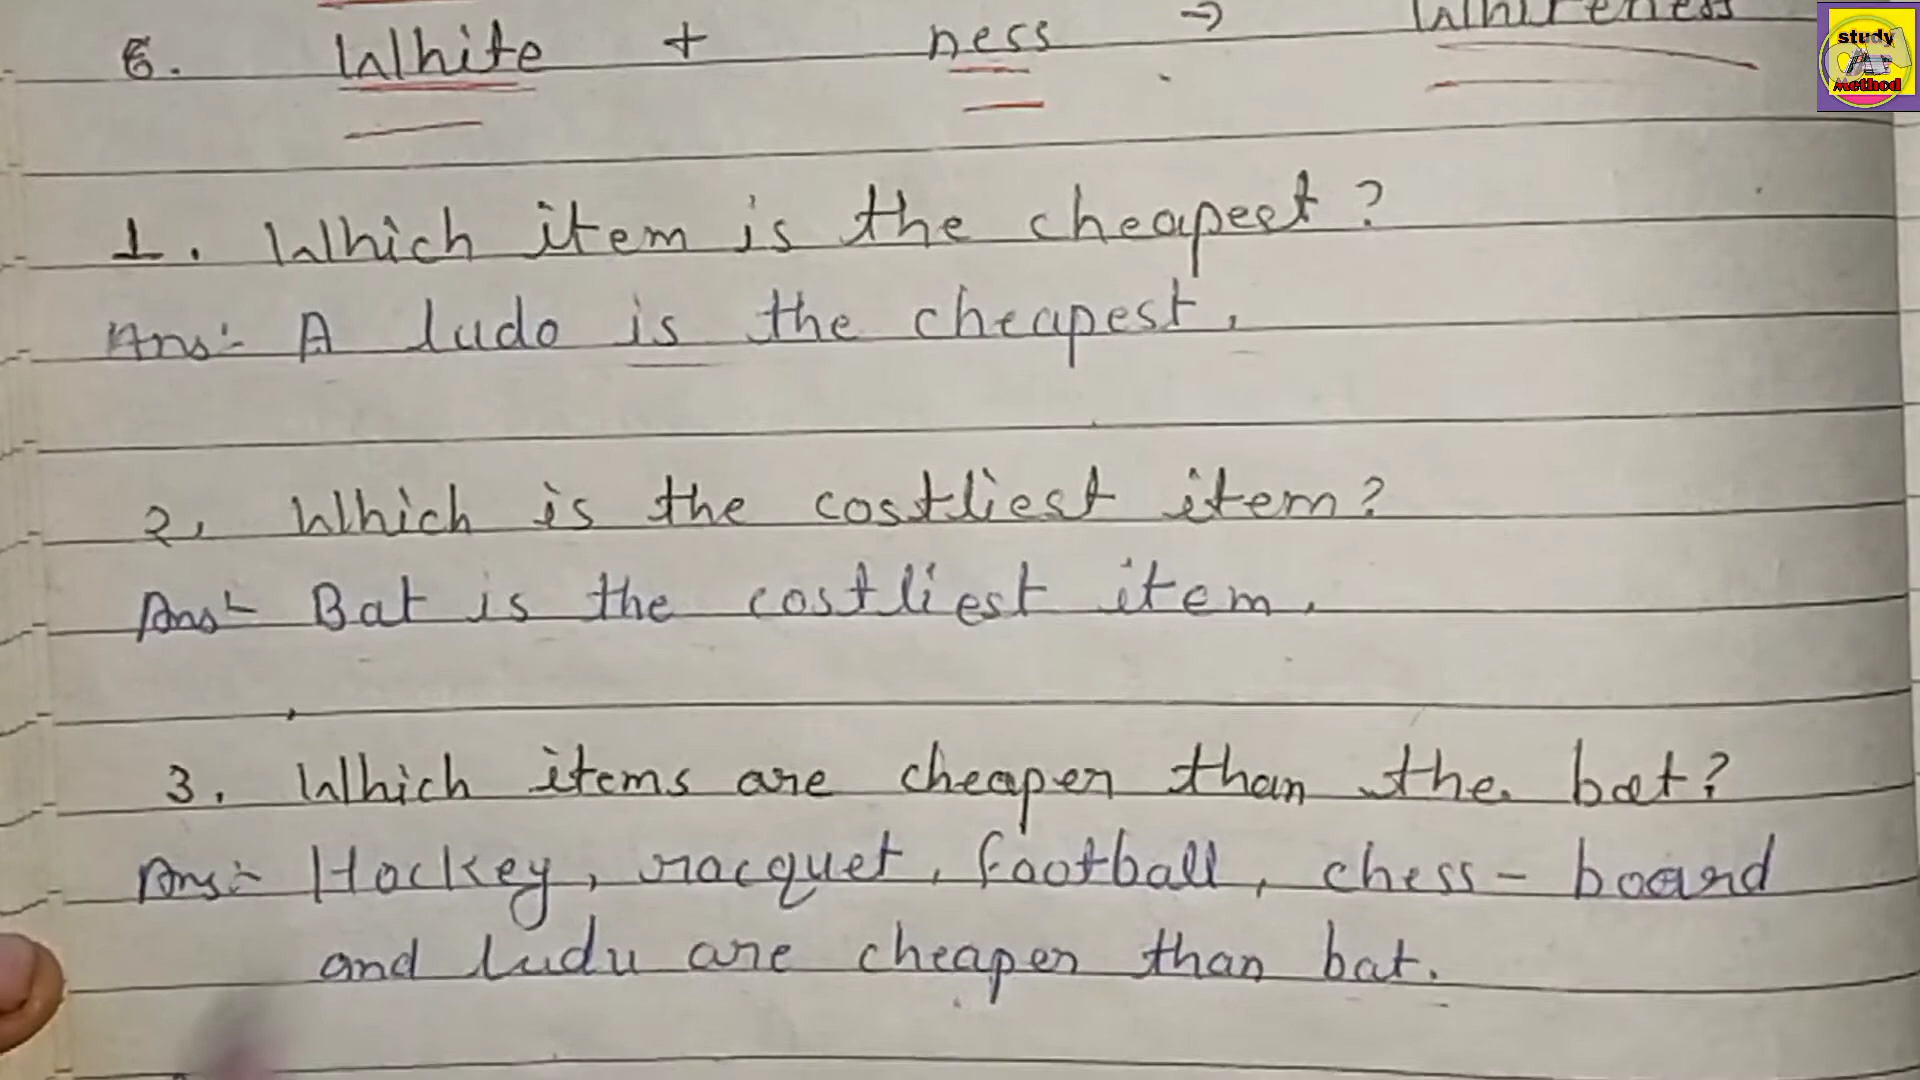 6. White + ness → Whiteness
1. Which item is the cheapest?
Ans:- A ludo is the cheapest.
2. Which is the costliest item?
Ans:- Bat is the costliest item.
3. Which items are cheaper than the bat?
Ans:- Hockey, racquet, football, chess-board
and ludu are cheaper than bat.
study
Method